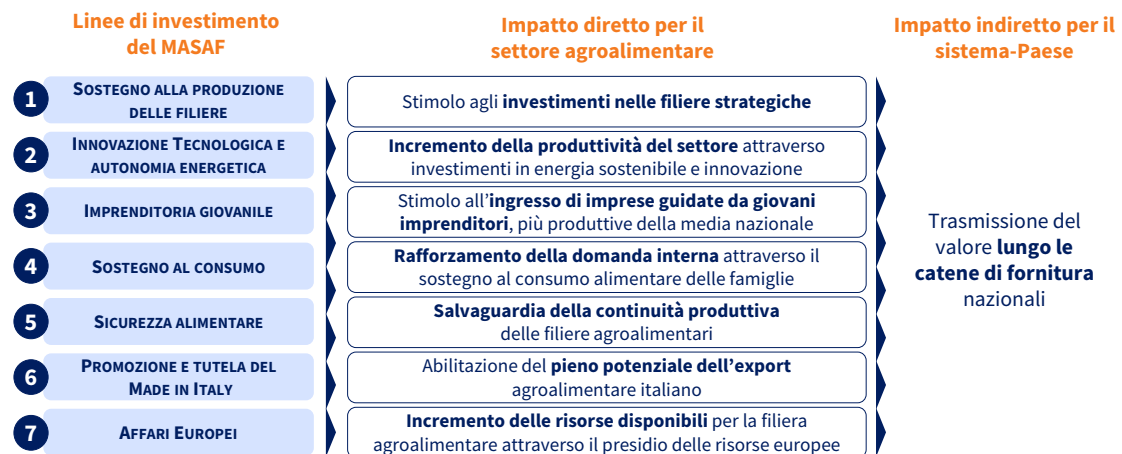 Linee di investimento
del MASAF
Impatto diretto per il
settore agroalimentare
Impatto indiretto per il
sistema-Paese
1
SOSTEGNO ALLA PRODUZIONE
DELLE FILIERE
Stimolo agli investimenti nelle filiere strategiche
2
INNOVAZIONE TECNOLOGICA E
AUTONOMIA ENERGETICA
Incremento della produttività del settore attraverso
investimenti in energia sostenibile e innovazione
3
IMPRENDITORIA GIOVANILE
Stimolo all’ingresso di imprese guidate da giovani
imprenditori, più produttive della media nazionale
4
SOSTEGNO AL CONSUMO
Rafforzamento della domanda interna attraverso il
sostegno al consumo alimentare delle famiglie
5
SICUREZZA ALIMENTARE
Salvaguardia della continuità produttiva
delle filiere agroalimentari
6
PROMOZIONE E TUTELA DEL
MADE IN ITALY
Abilitazione del pieno potenziale dell’export
agroalimentare italiano
7
AFFARI EUROPEI
Incremento delle risorse disponibili per la filiera
agroalimentare attraverso il presidio delle risorse europee
Trasmissione del
valore lungo le
catene di fornitura
nazionali